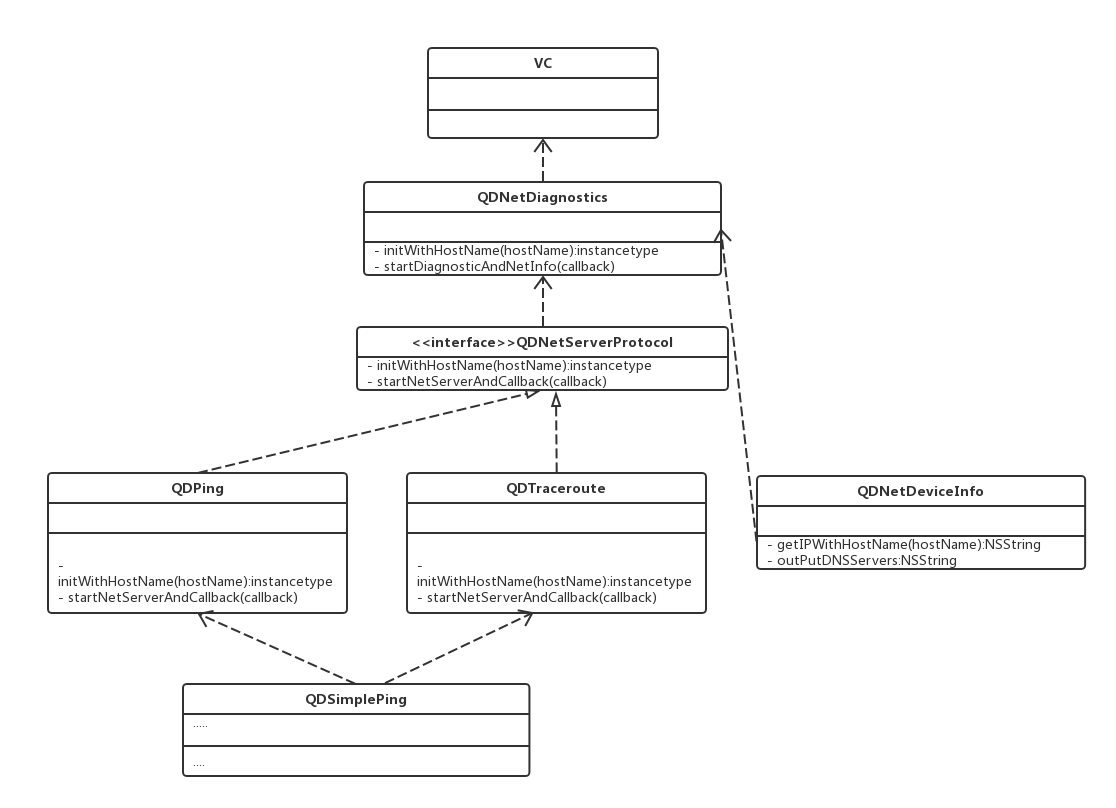 VC
QDNetDiagnostics
- initWithHostName(hostName):instancetype
- startDiagnosticAndNetInfo(callback)
<<interface>>QDNetServerProtocol
- initWithHostName(hostName):instancetype
- startNetServerAndCallback(callback)
QDPing
-
initWithHostName(hostName):instancetype
- startNetServerAndCallback(callback)
QDTraceroute
-
initWithHostName(hostName):instancetype
- startNetServerAndCallback(callback)
QDNetDeviceInfo
- getIPWithHostName(hostName):NSString
- outPutDNSServers:NSString
QDSimplePing
.....
....